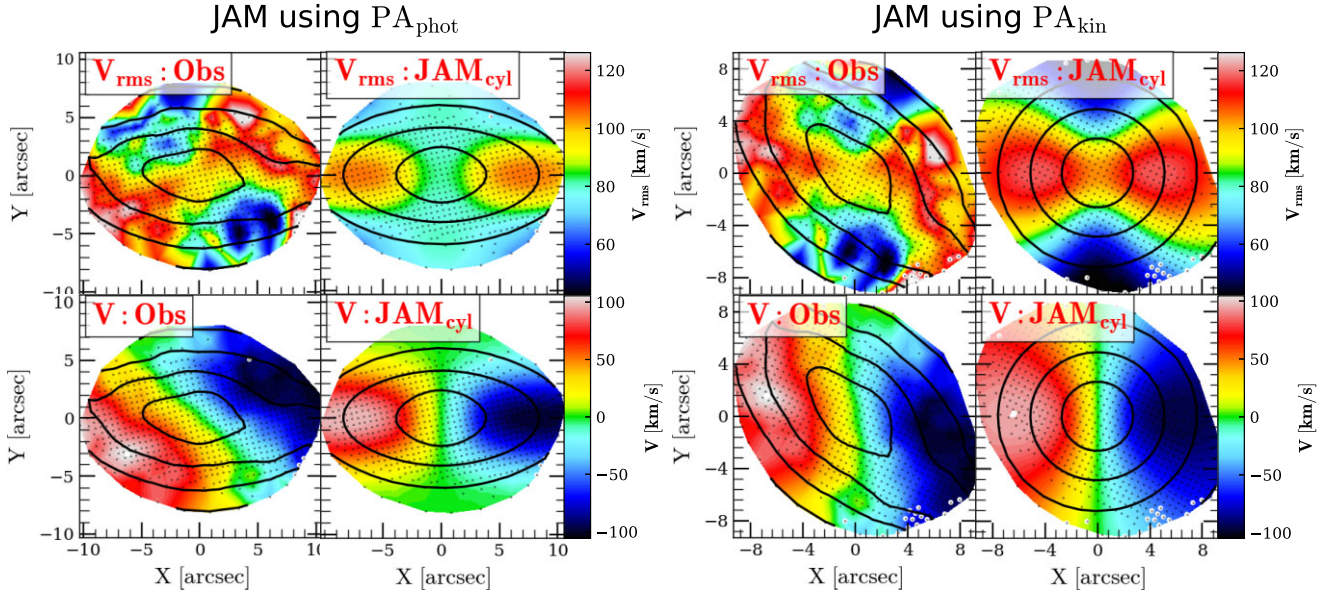 JAM using PA_phot
JAM using PA_kin
V_rms : Obs
V_rms : JAM_cyl
V_rms : Obs
V_rms : JAM_cyl
10
5
0
−5
−10
Y [arcsec]
120
100
80
60
V_rms [km/s]
8
4
0
−4
−8
Y [arcsec]
120
100
80
60
V_rms [km/s]
V : Obs
V : JAM_cyl
V : Obs
V : JAM_cyl
10
5
0
−5
−10
Y [arcsec]
100
50
0
−50
−100
V [km/s]
8
4
0
−4
−8
Y [arcsec]
100
50
0
−50
−100
V [km/s]
−10 −5 0 5 1( −5 0 5 10
−8 −4 0 4 8 −8 −4 0 4 8
X [arcsec] X [arcsec]
X [arcsec] X [arcsec]